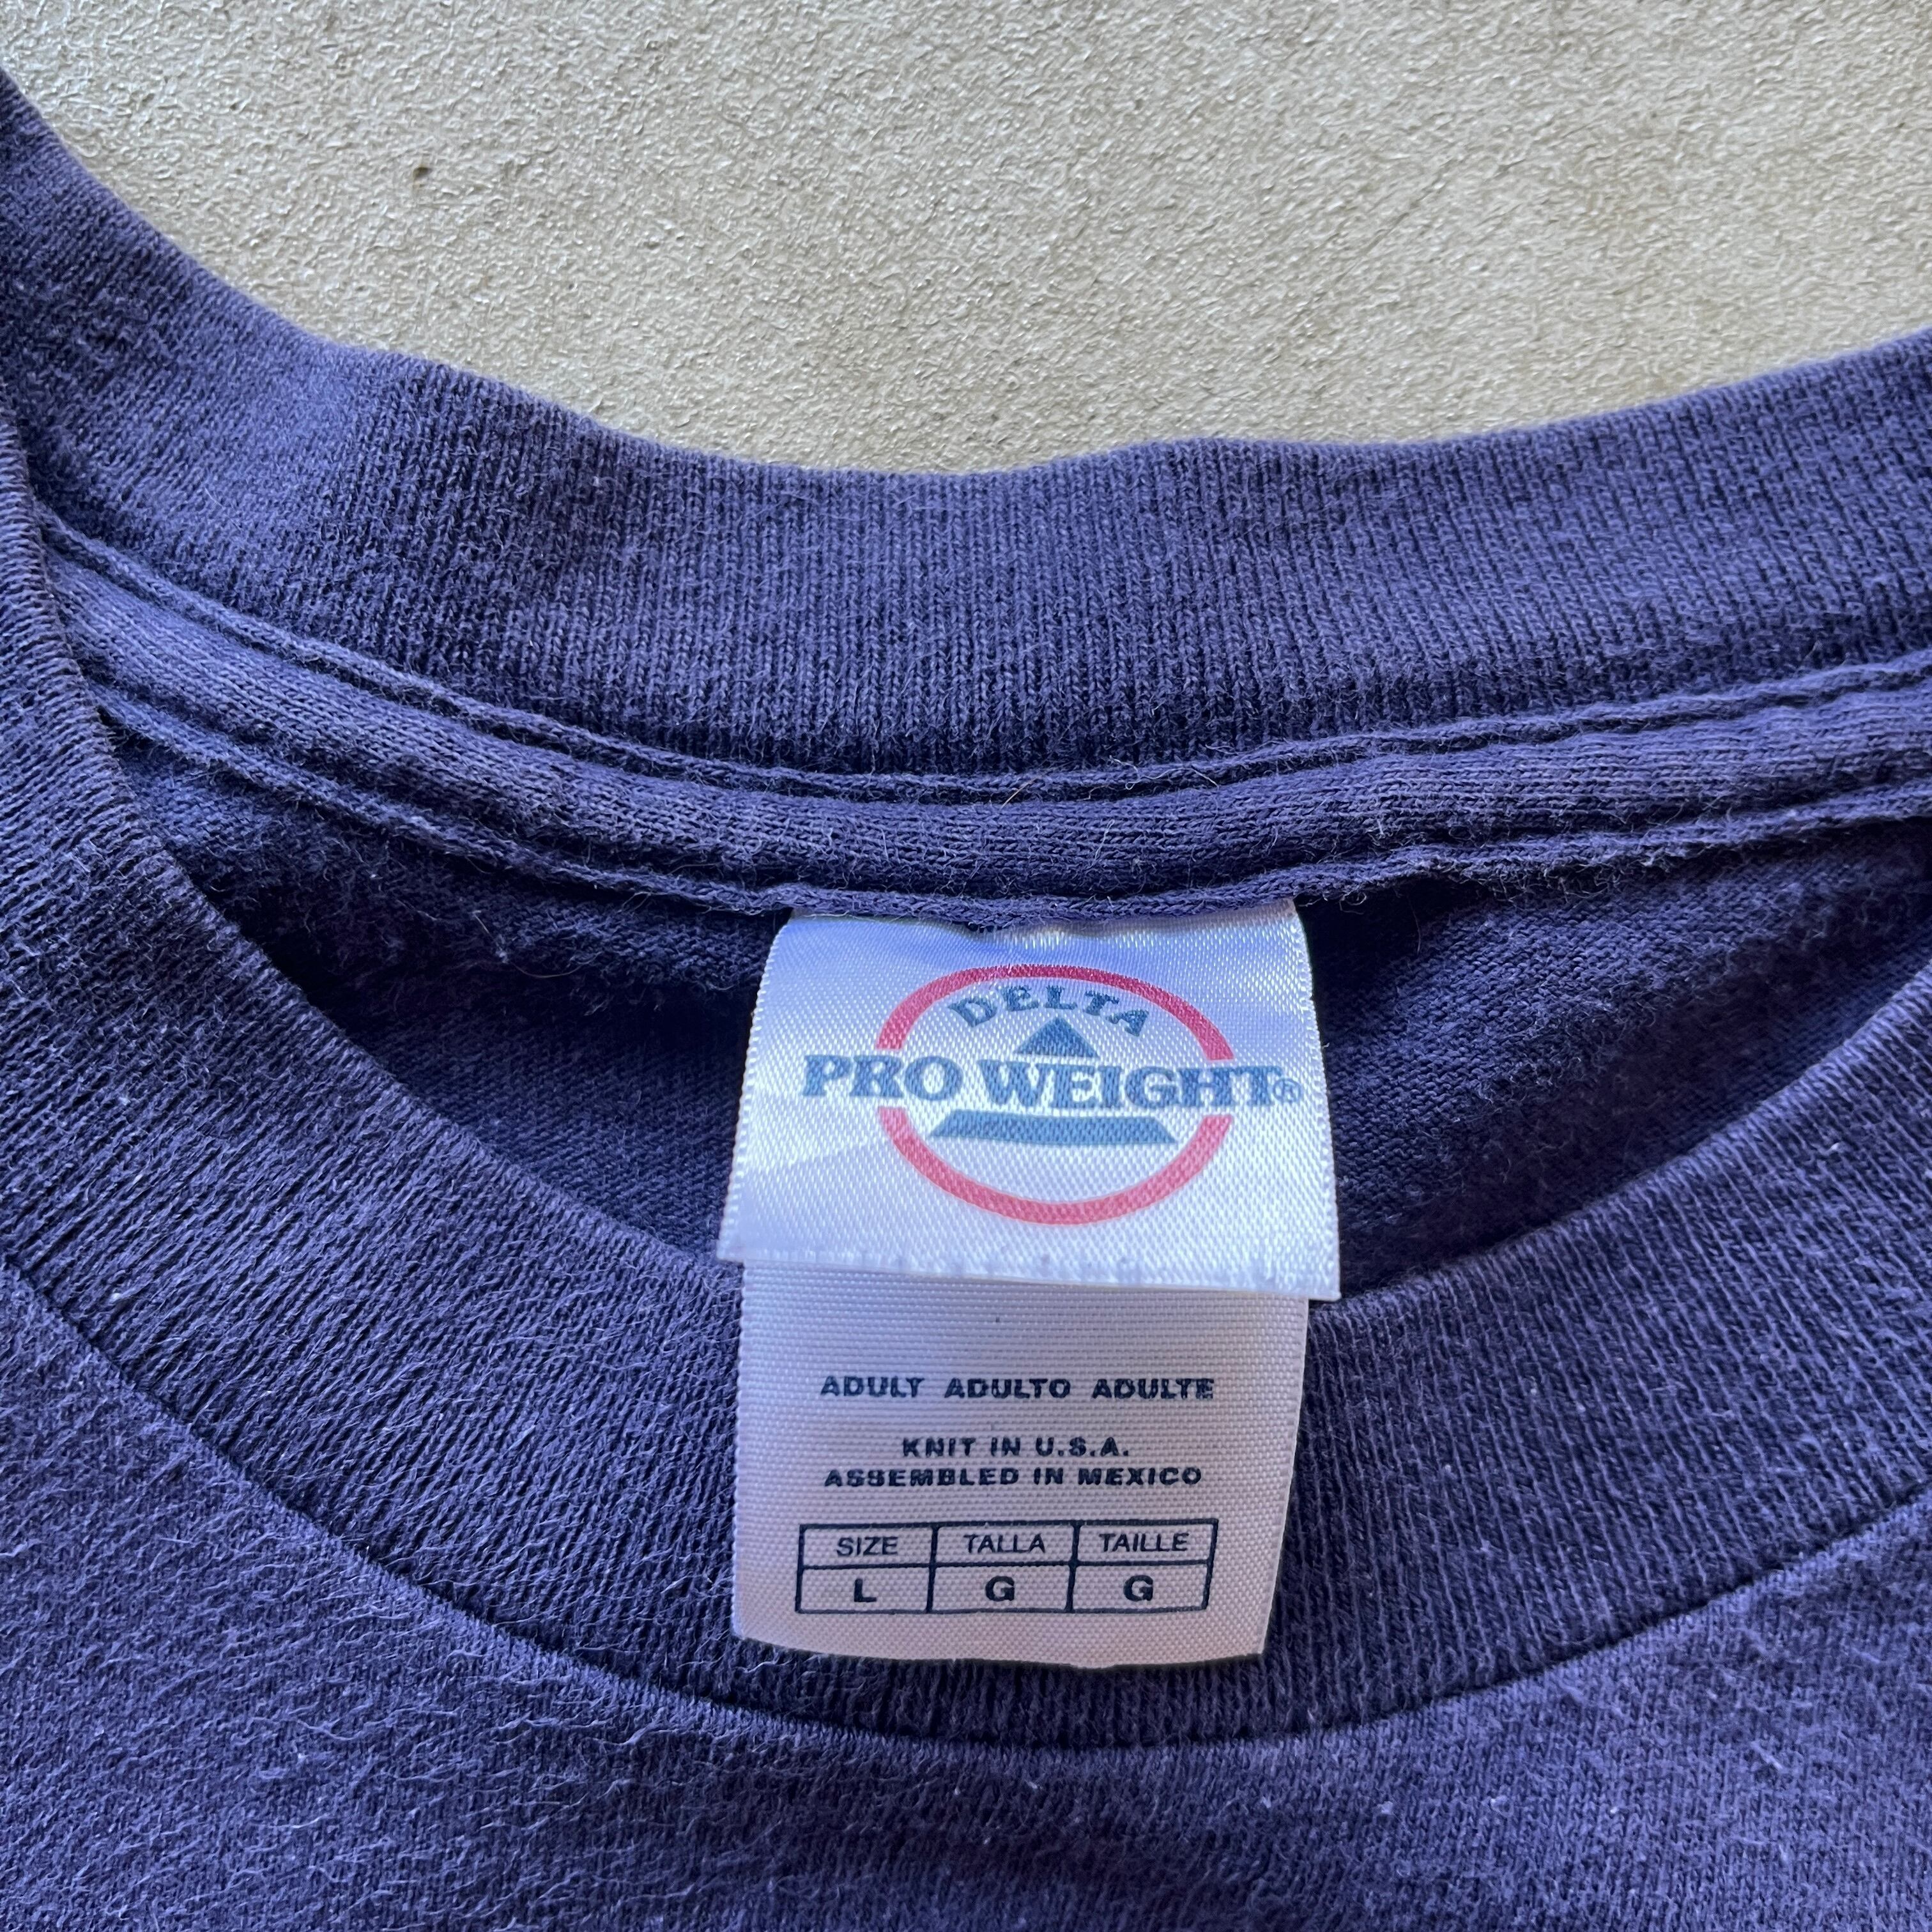 DELTA
PRO WEIGHT®
ADULT ADULTO ADULTE
KNIT IN U.S.A.
ASSEMBLED IN MEXICO
SIZE TALLA TAILLE
L G G